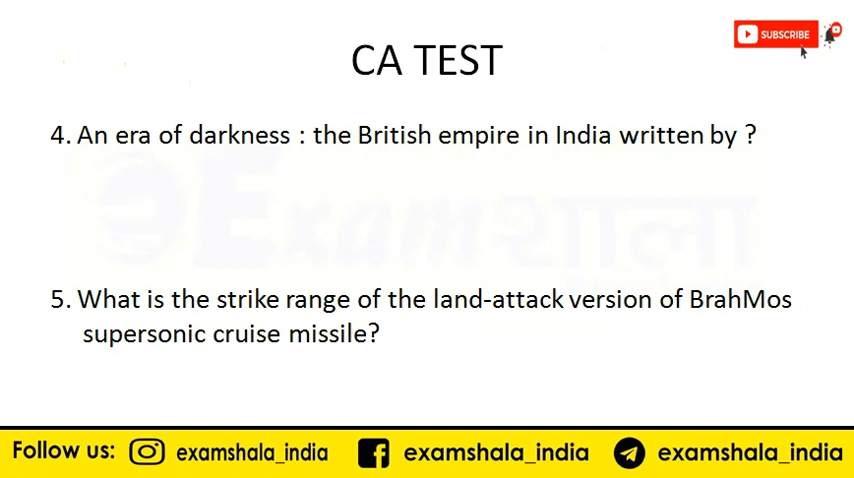 SUBSCRIBE
CA TEST
4. An era of darkness : the British empire in India written by ?
Examशाला
5. What is the strike range of the land-attack version of BrahMos
supersonic cruise missile?
Follow us: examshala_india examshala_india examshala_india